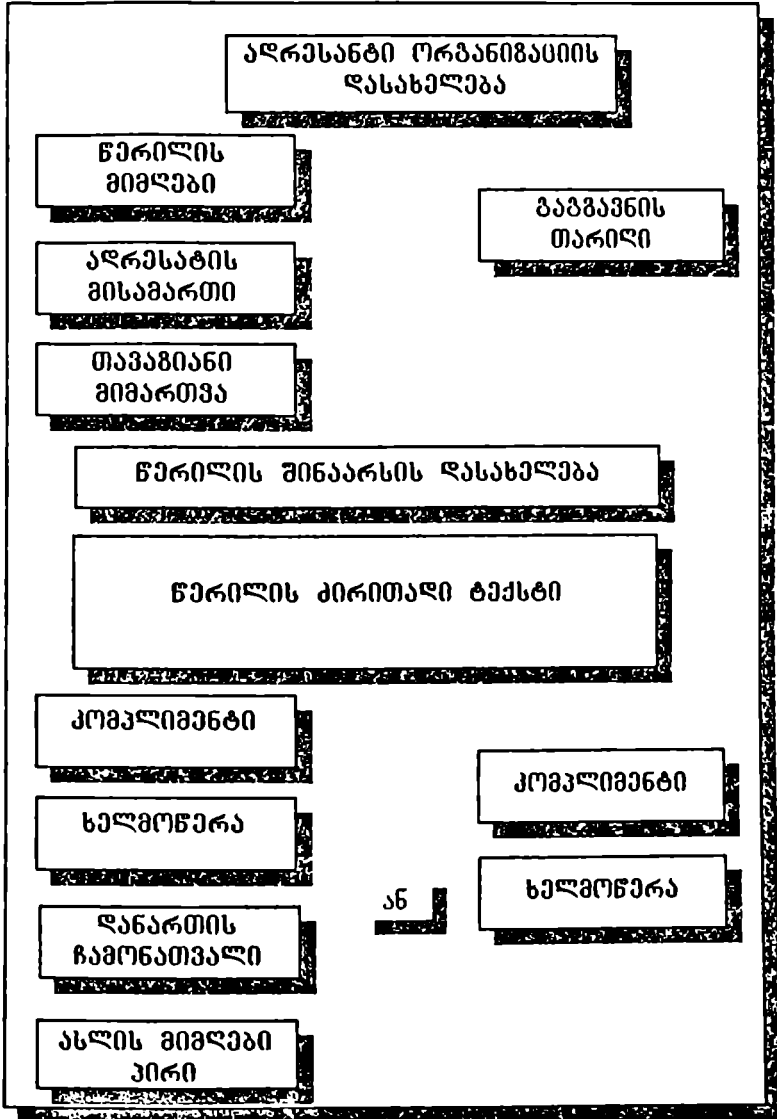 ადრესანტი ორგანიზაციის
დასახელება
წერილის
მიმღები
გაგზავნის
თარიღი
ადრესატის
მისამართი
თავაზიანი
მიმართვა
წერილის შინაარსის დასახელება
წერილის ძირითადი ტექსტი
კომპლიმენტი
კომპლიმენტი
ხელმოწერა
ან
ხელმოწერა
დანართის
ჩამონათვალი
ასლის მიმღები
პირი